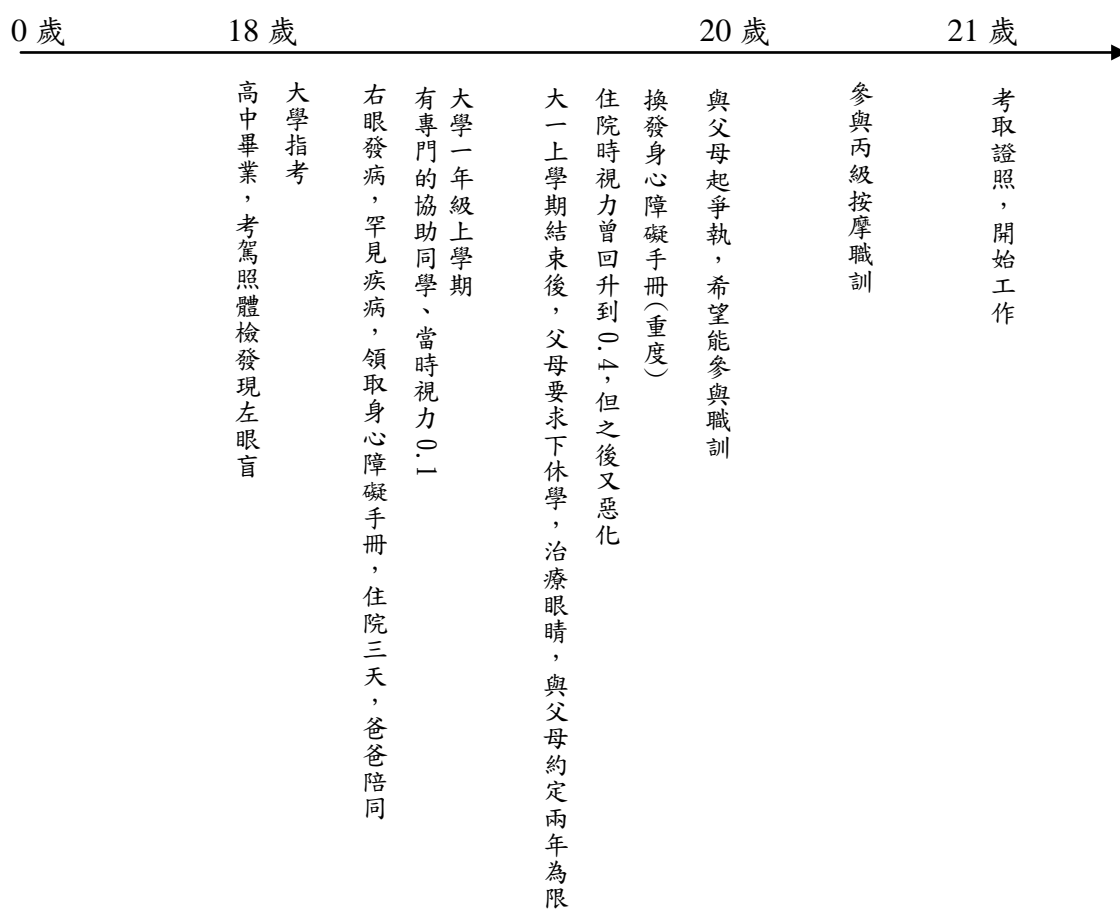 0 歲
18 歲
20 歲
21 歲
高中畢業，考駕照體檢發現左眼盲
大學指考
右眼發病，罕見疾病，領取身心障礙手冊，住院三天，爸爸陪同
有專門的協助同學、當時視力 0.1
大學一年級上學期
大一上學期結束後，父母要求下休學，治療眼睛，與父母約定兩年為限
住院時視力曾回升到 0.4，但之後又惡化
換發身心障礙手冊(重度)
與父母起爭執，希望能參與職訓
參與丙級按摩職訓
考取證照，開始工作